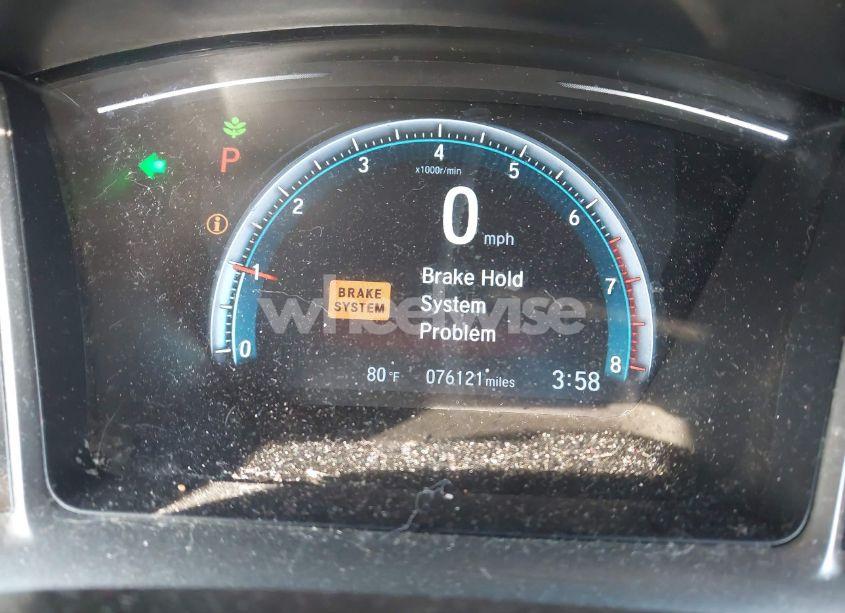 P
4
x1000r/min
3
5
2
6
0 mph
1
7
Brake Hold
BRAKE
SYSTEM
System
Problem
wheelwise
0
8
80 °F
076121 miles
3:58